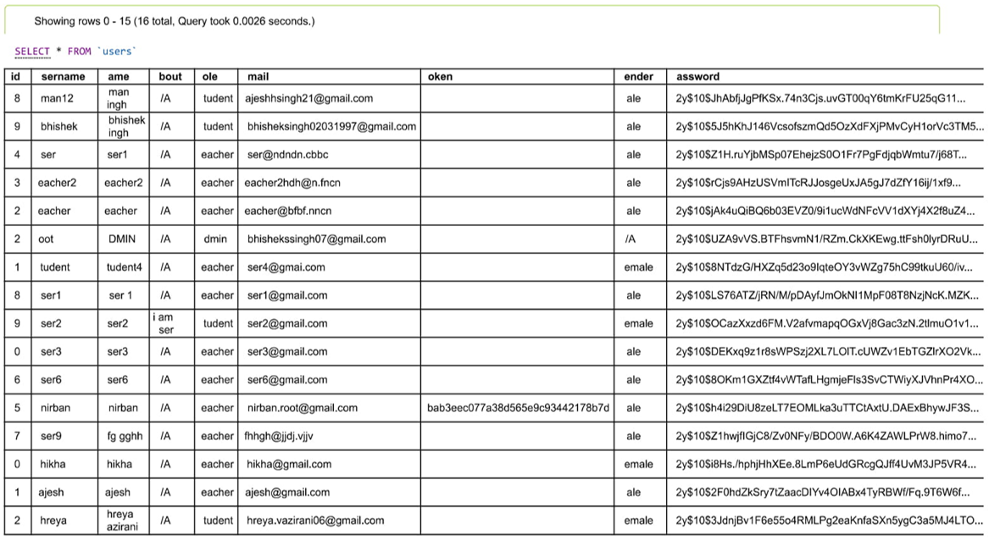 Showing rows 0 - 15 (16 total, Query took 0.0026 seconds.)
SELECT * FROM `users`
id sername ame bout ole mail oken ender assword
8 man12 man ingh /A tudent ajeshhsingh21@gmail.com ale 2y$10$JhAbfjJgPfKSx.74n3Cjs.uvGT00qY6tmKrFU25qG11...
9 bhishek bhishek ingh /A tudent bhisheksingh02031997@gmail.com ale 2y$10$5J5hKhJ146VcsofszmQd5OzXdFXjPMvCyH1orVc3TM5...
4 ser ser1 /A eacher ser@ndndn.cbbc ale 2y$10$Z1H.ruYjbMSp07EhejzS0O1Fr7PgFdjqbWmtu7/j68T...
3 eacher2 eacher2 /A eacher eacher2hdh@n.fncn ale 2y$10$rCjs9AHzUSVmITcRJJosgeUxJA5gJ7dZfY16ij/1xf9...
2 eacher eacher /A eacher eacher@bfbf.nncn ale 2y$10$jAk4uQiBQ6b03EVZ0/9i1ucWdNFcVV1dXYj4X2f8uZ4...
2 oot DMIN /A dmin bhishekssingh07@gmail.com /A 2y$10$UZA9vVS.BTFhsvmN1/RZm.CkXKEwg.ttFsh0lyrDRuU...
1 tudent tudent4 /A eacher ser4@gmai.com emale 2y$10$8NTdzG/HXZq5d23o9IqteOY3vWZg75hC99tkuU60/iv...
8 ser1 ser 1 /A eacher ser1@gmail.com ale 2y$10$LS76ATZ/jRN/M/pDAyfJmOkNI1MpF08T8NzjNcK.MZK...
9 ser2 ser2 i am ser tudent ser2@gmail.com emale 2y$10$OCazXxzd6FM.V2afvmapqOGxVj8Gac3zN.2tlmuO1v1...
0 ser3 ser3 /A eacher ser3@gmail.com ale 2y$10$DEKxq9z1r8sWPSzj2XL7LOIT.cUWZv1EbTGZlrXO2Vk...
6 ser6 ser6 /A eacher ser6@gmail.com ale 2y$10$8OKm1GXZtf4vWTafLHgmjeFls3SvCTWiyXJVhnPr4XO...
5 nirban nirban /A eacher nirban.root@gmail.com bab3eec077a38d565e9c93442178b7d ale 2y$10$h4i29DiU8zeLT7EOMLka3uTTCtAxtU.DAExBhywJF3S...
7 ser9 fg gghh /A eacher fhhgh@jjdj.vjjv ale 2y$10$Z1hwjflGjC8/Zv0NFy/BDO0W.A6K4ZAWLPrW8.himo7...
0 hikha hikha /A eacher hikha@gmail.com emale 2y$10$i8Hs./hphjHhXEe.8LmP6eUdGRcgQJff4UvM3JP5VR4...
1 ajesh ajesh /A eacher ajesh@gmail.com ale 2y$10$2F0hdZkSry7tZaacDIYv4OIABx4TyRBWf/Fq.9T6W6f...
2 hreya hreya azirani /A tudent hreya.vazirani06@gmail.com emale 2y$10$3JdnjBv1F6e55o4RMLPg2eaKnfaSXn5ygC3a5MJ4LTO...